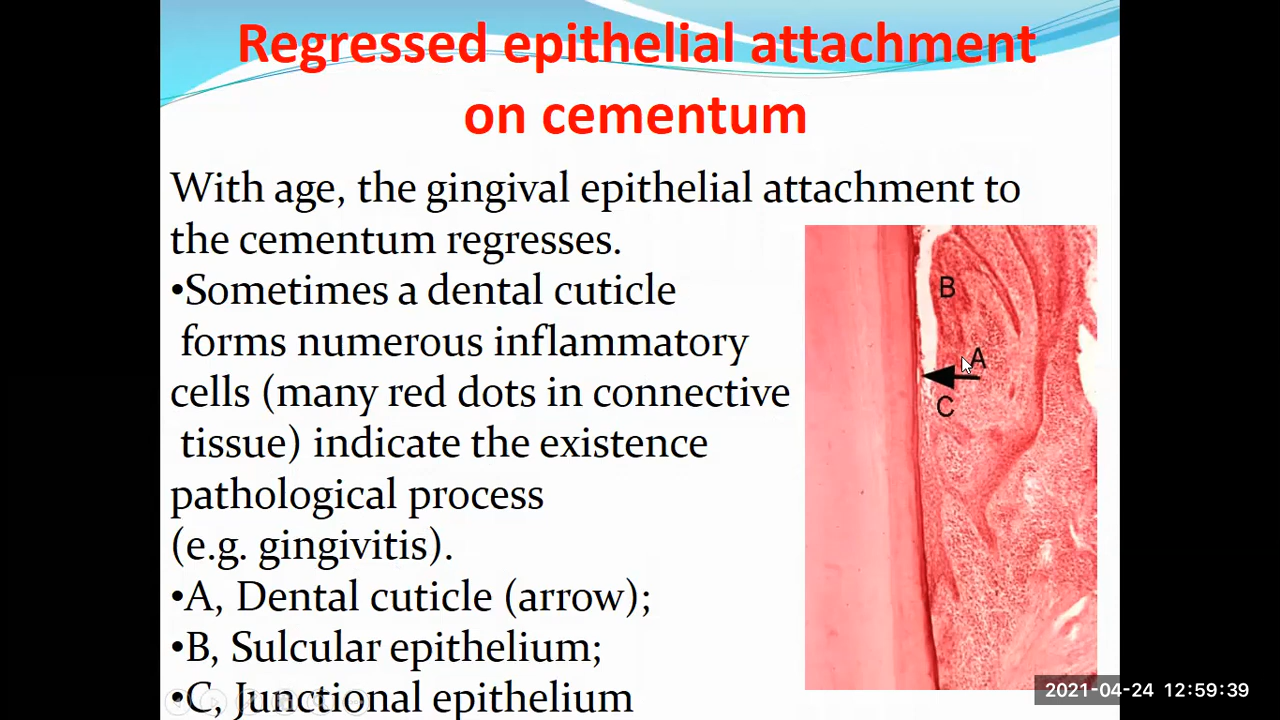 Regressed epithelial attachment
on cementum
With age, the gingival epithelial attachment to
the cementum regresses.
•Sometimes a dental cuticle
forms numerous inflammatory
cells (many red dots in connective
tissue) indicate the existence
pathological process
(e.g. gingivitis).
•A, Dental cuticle (arrow);
•B, Sulcular epithelium;
•C, Junctional epithelium
B
A
C
2021-04-24 12:59:39